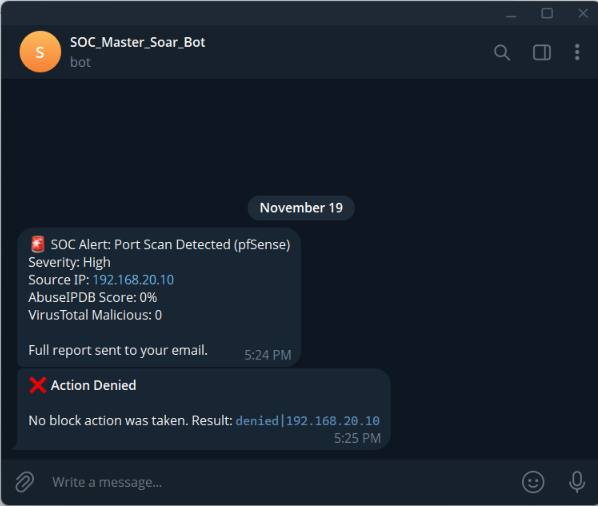 SOC_Master_Soar_Bot
S
bot
November 19
🚨 SOC Alert: Port Scan Detected (pfSense)
Severity: High
Source IP: 192.168.20.10
AbuseIPDB Score: 0%
VirusTotal Malicious: 0
Full report sent to your email.
5:24 PM
❌ Action Denied
No block action was taken. Result: denied|192.168.20.10
5:25 PM
Write a message...